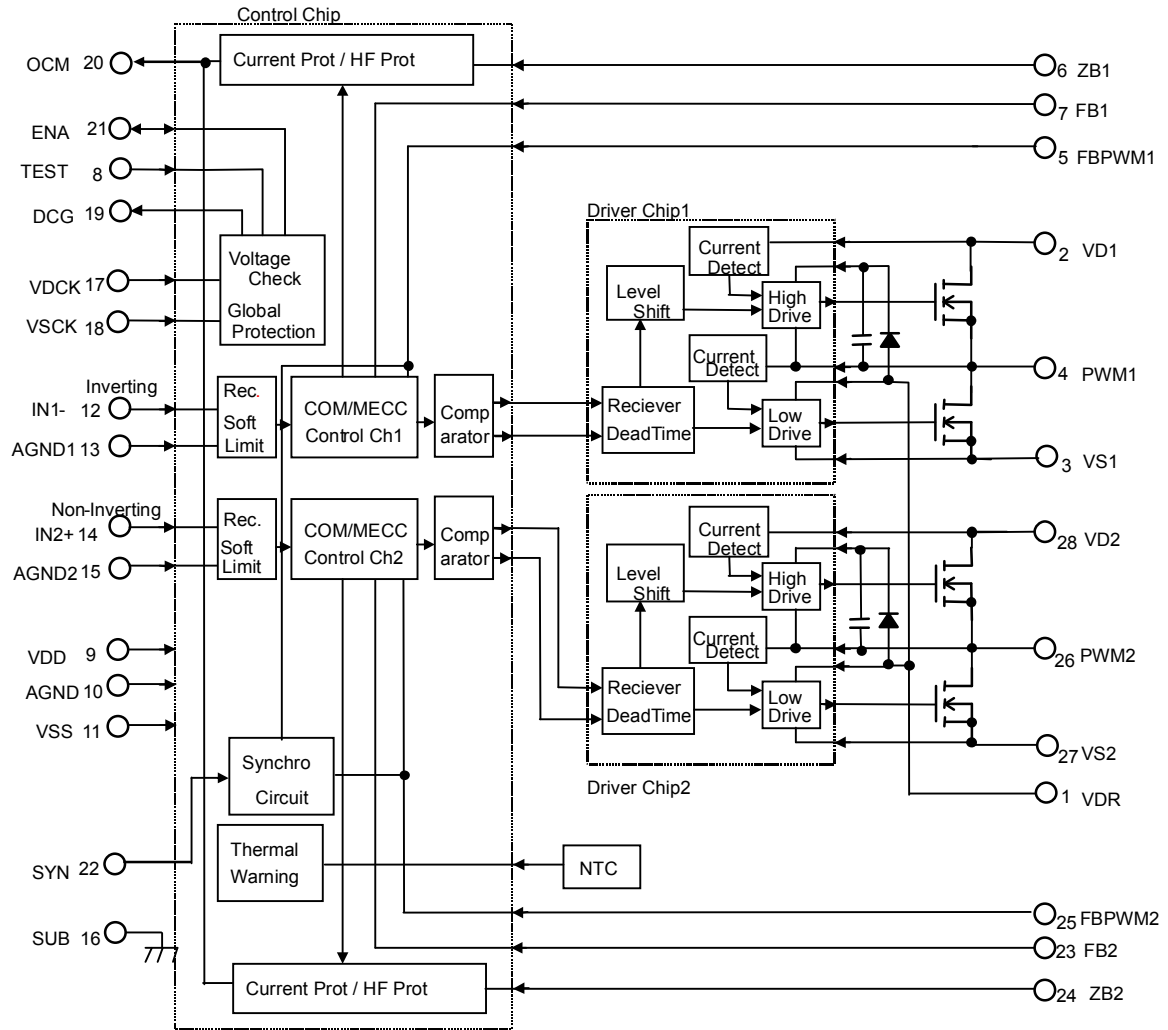 Control Chip
OCM 20
Current Prot / HF Prot
6 ZB1
7 FB1
ENA 21
5 FBPWM1
TEST 8
DCG 19
Driver Chip1
Voltage
Check
Global
Protection
Current
Detect
2 VD1
VDCK 17
Level
Shift
High
Drive
VSCK 18
Current
Detect
4 PWM1
Inverting
IN1- 12
Rec.
Soft
Limit
COM/MECC
Control Ch1
Comp
arator
Reciever
DeadTime
Low
Drive
AGND1 13
3 VS1
Non-Inverting
IN2+ 14
Rec.
Soft
Limit
COM/MECC
Control Ch2
Comp
arator
Current
Detect
28 VD2
AGND2 15
Level
Shift
High
Drive
Current
Detect
26 PWM2
VDD 9
AGND 10
Reciever
DeadTime
Low
Drive
VSS 11
27 VS2
Synchro
Circuit
Driver Chip2
1 VDR
SYN 22
Thermal
Warning
NTC
25 FBPWM2
SUB 16
23 FB2
Current Prot / HF Prot
24 ZB2